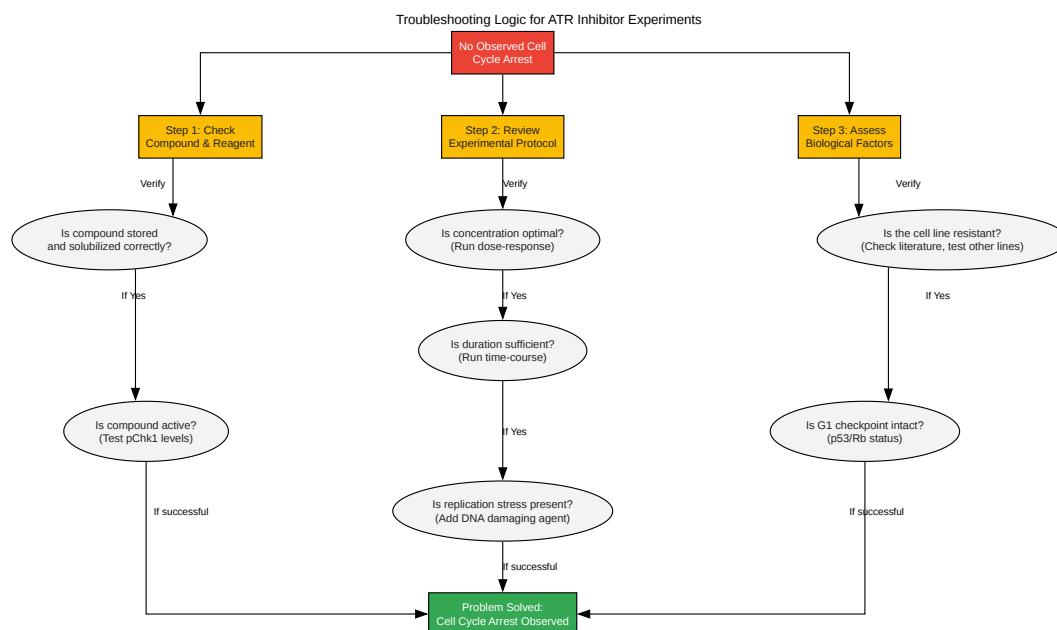 Troubleshooting Logic for ATR Inhibitor Experiments
No Observed Cell
Cycle Arrest
Step 1: Check
Compound & Reagent
Step 2: Review
Experimental Protocol
Step 3: Assess
Biological Factors
Verify
Verify
Verify
Is compound stored
and solubilized correctly?
Is concentration optimal?
(Run dose-response)
Is the cell line resistant?
(Check literature, test other lines)
If Yes
If Yes
If Yes
Is duration sufficient?
(Run time-course)
Is compound active?
(Test pChk1 levels)
If Yes
Is G1 checkpoint intact?
(p53/Rb status)
If successful
Is replication stress present?
(Add DNA damaging agent)
If successful
If successful
Problem Solved:
Cell Cycle Arrest Observed